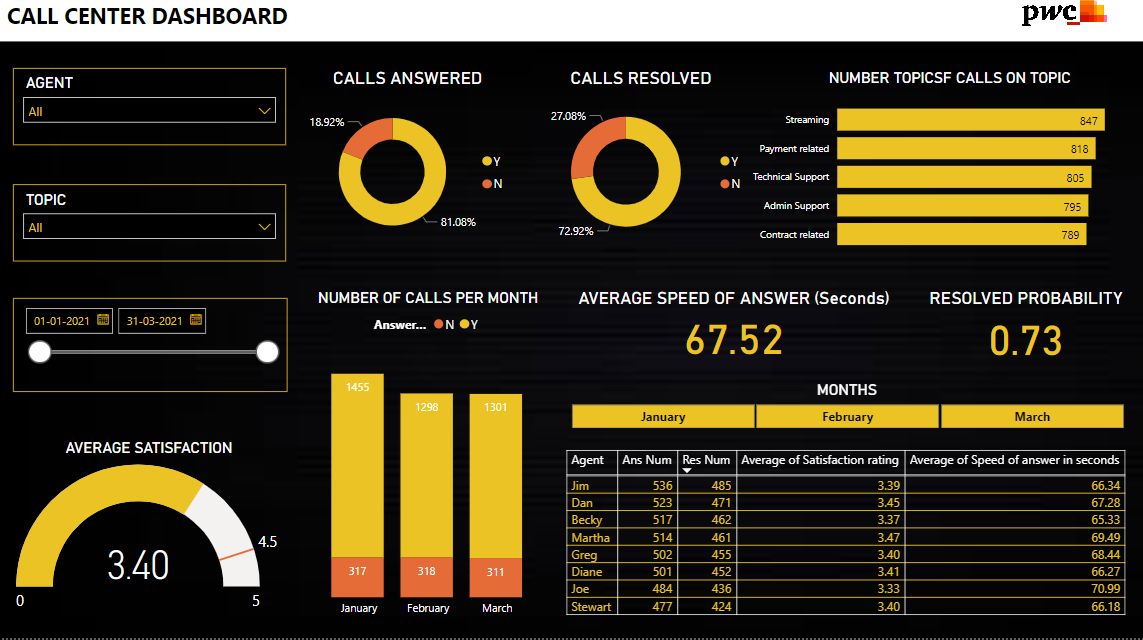 CALL CENTER DASHBOARD
pwc
AGENT
All
TOPIC
All
01-01-2021 31-03-2021
AVERAGE SATISFACTION
3.40
4.5
0 5
CALLS ANSWERED
18.92%
81.08%
Y
N
CALLS RESOLVED
27.08%
72.92%
Y
N
NUMBER TOPICSF CALLS ON TOPIC
Streaming 847
Payment related 818
Technical Support 805
Admin Support 795
Contract related 789
NUMBER OF CALLS PER MONTH
Answer... N Y
1455 1298 1301
317 318 311
January February March
AVERAGE SPEED OF ANSWER (Seconds)
67.52
RESOLVED PROBABILITY
0.73
MONTHS
January February March
Agent Ans Num Res Num Average of Satisfaction rating Average of Speed of answer in seconds
Jim 536 485 3.39 66.34
Dan 523 471 3.45 67.28
Becky 517 462 3.37 65.33
Martha 514 461 3.47 69.49
Greg 502 455 3.40 68.44
Diane 501 452 3.41 66.27
Joe 484 436 3.33 70.99
Stewart 477 424 3.40 66.18